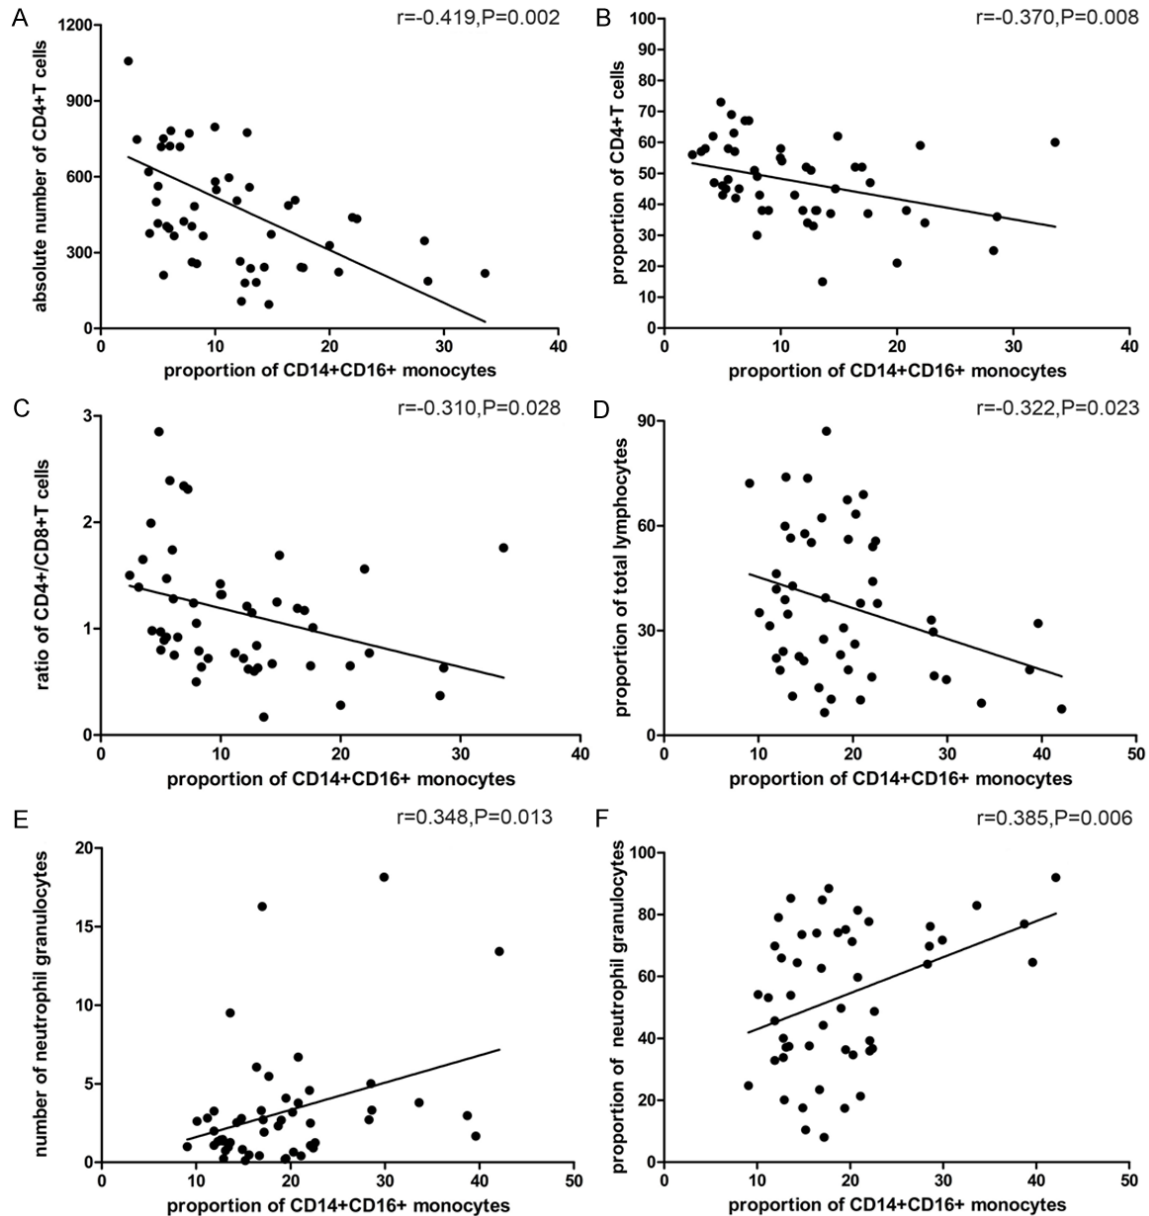 A
r=-0.419,P=0.002
absolute number of CD4+T cells
1200
900
600
300
0
0 10 20 30 40
proportion of CD14+CD16+ monocytes
B
r=-0.370,P=0.008
proportion of CD4+T cells
100
90
80
70
60
50
40
30
20
10
0
0 10 20 30 40
proportion of CD14+CD16+ monocytes
C
r=-0.310,P=0.028
ratio of CD4+/CD8+T cells
3
2
1
0
0 10 20 30 40
proportion of CD14+CD16+ monocytes
D
r=-0.322,P=0.023
proportion of total lymphocytes
90
60
30
0
0 10 20 30 40 50
proportion of CD14+CD16+ monocytes
E
r=0.348,P=0.013
number of neutrophil granulocytes
20
15
10
5
0
0 10 20 30 40 50
proportion of CD14+CD16+ monocytes
F
r=0.385,P=0.006
proportion of neutrophil granulocytes
100
80
60
40
20
0
0 10 20 30 40 50
proportion of CD14+CD16+ monocytes